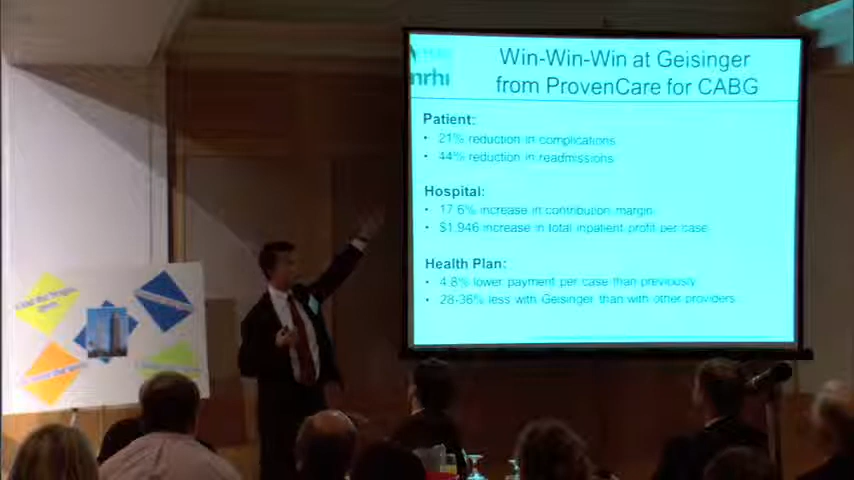 nrhi
Win-Win-Win at Geisinger
from ProvenCare for CABG
Patient:
• 21% reduction in complications
• 44% reduction in readmissions
Hospital:
• 17.6% increase in contribution margin
• $1,946 increase in total inpatient profit per case
Health Plan:
• 4.8% lower payment per case than previously
• 28-36% less with Geisinger than with other providers